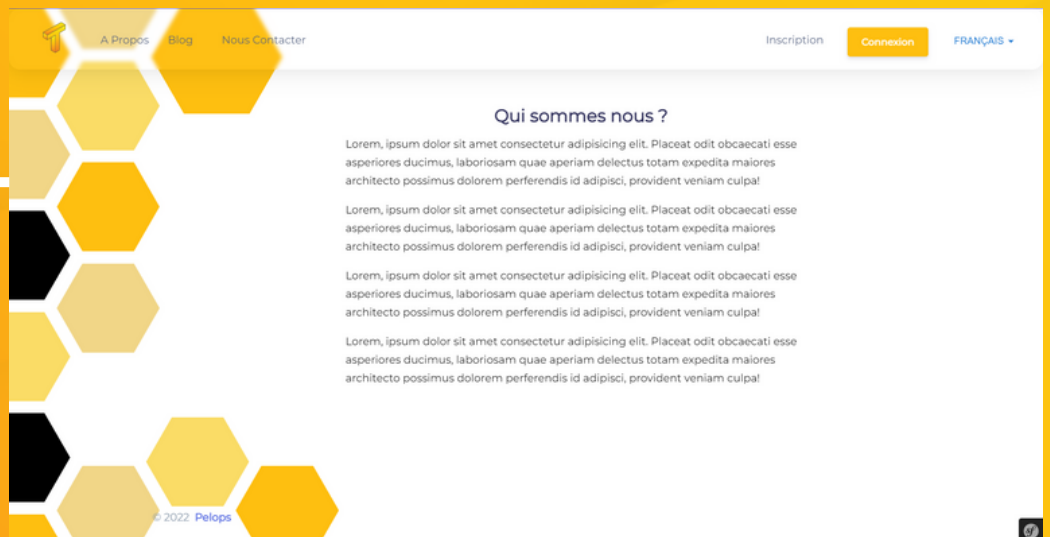 A Propos Blog Nous Contacter Inscription Connexion FRANÇAIS
Qui sommes nous ?
Lorem, ipsum dolor sit amet consectetur adipisicing elit. Placeat odit obcaecati esse
asperiores ducimus, laboriosam quae aperiam delectus totam expedita maiores
architecto possimus dolorem perferendis id adipisci, provident veniam culpa!
Lorem, ipsum dolor sit amet consectetur adipisicing elit. Placeat odit obcaecati esse
asperiores ducimus, laboriosam quae aperiam delectus totam expedita maiores
architecto possimus dolorem perferendis id adipisci, provident veniam culpa!
Lorem, ipsum dolor sit amet consectetur adipisicing elit. Placeat odit obcaecati esse
asperiores ducimus, laboriosam quae aperiam delectus totam expedita maiores
architecto possimus dolorem perferendis id adipisci, provident veniam culpa!
Lorem, ipsum dolor sit amet consectetur adipisicing elit. Placeat odit obcaecati esse
asperiores ducimus, laboriosam quae aperiam delectus totam expedita maiores
architecto possimus dolorem perferendis id adipisci, provident veniam culpa!
© 2022 Pelops
sf